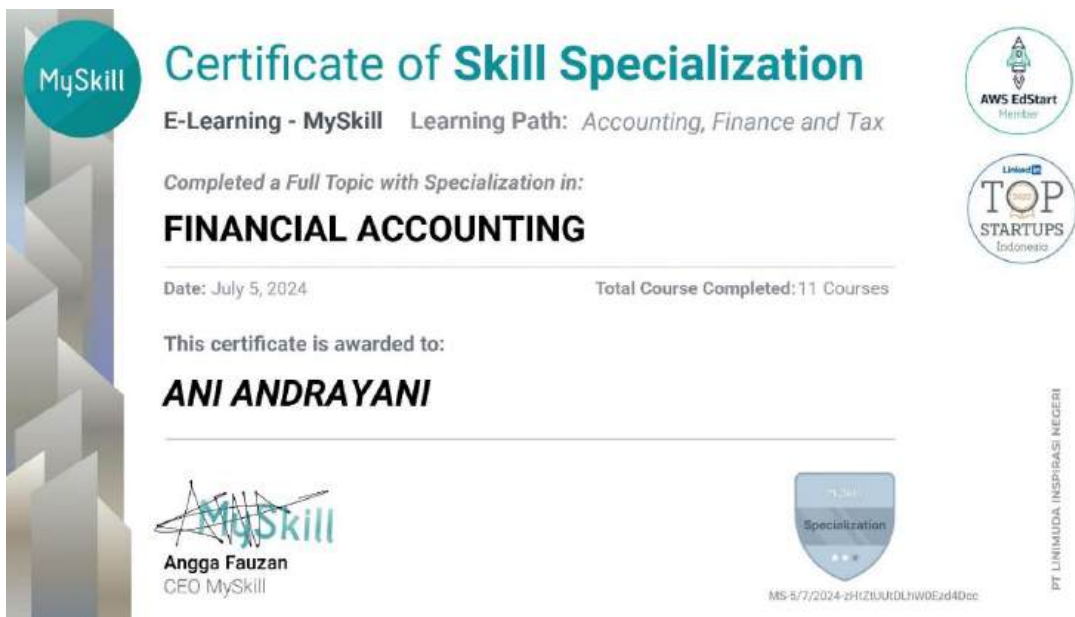 MySkill
Certificate of Skill Specialization
E-Learning - MySkill Learning Path: Accounting, Finance and Tax
Completed a Full Topic with Specialization in:
FINANCIAL ACCOUNTING
Date: July 5, 2024 Total Course Completed: 11 Courses
This certificate is awarded to:
ANI ANDRAYANI
MySkill
Angga Fauzan
CEO MySkill
AWS EdStart
Member
LinkedIn
TOP
2022
STARTUPS
Indonesia
PT LINIMUDA INSPIRASI NEGERI
Specialization